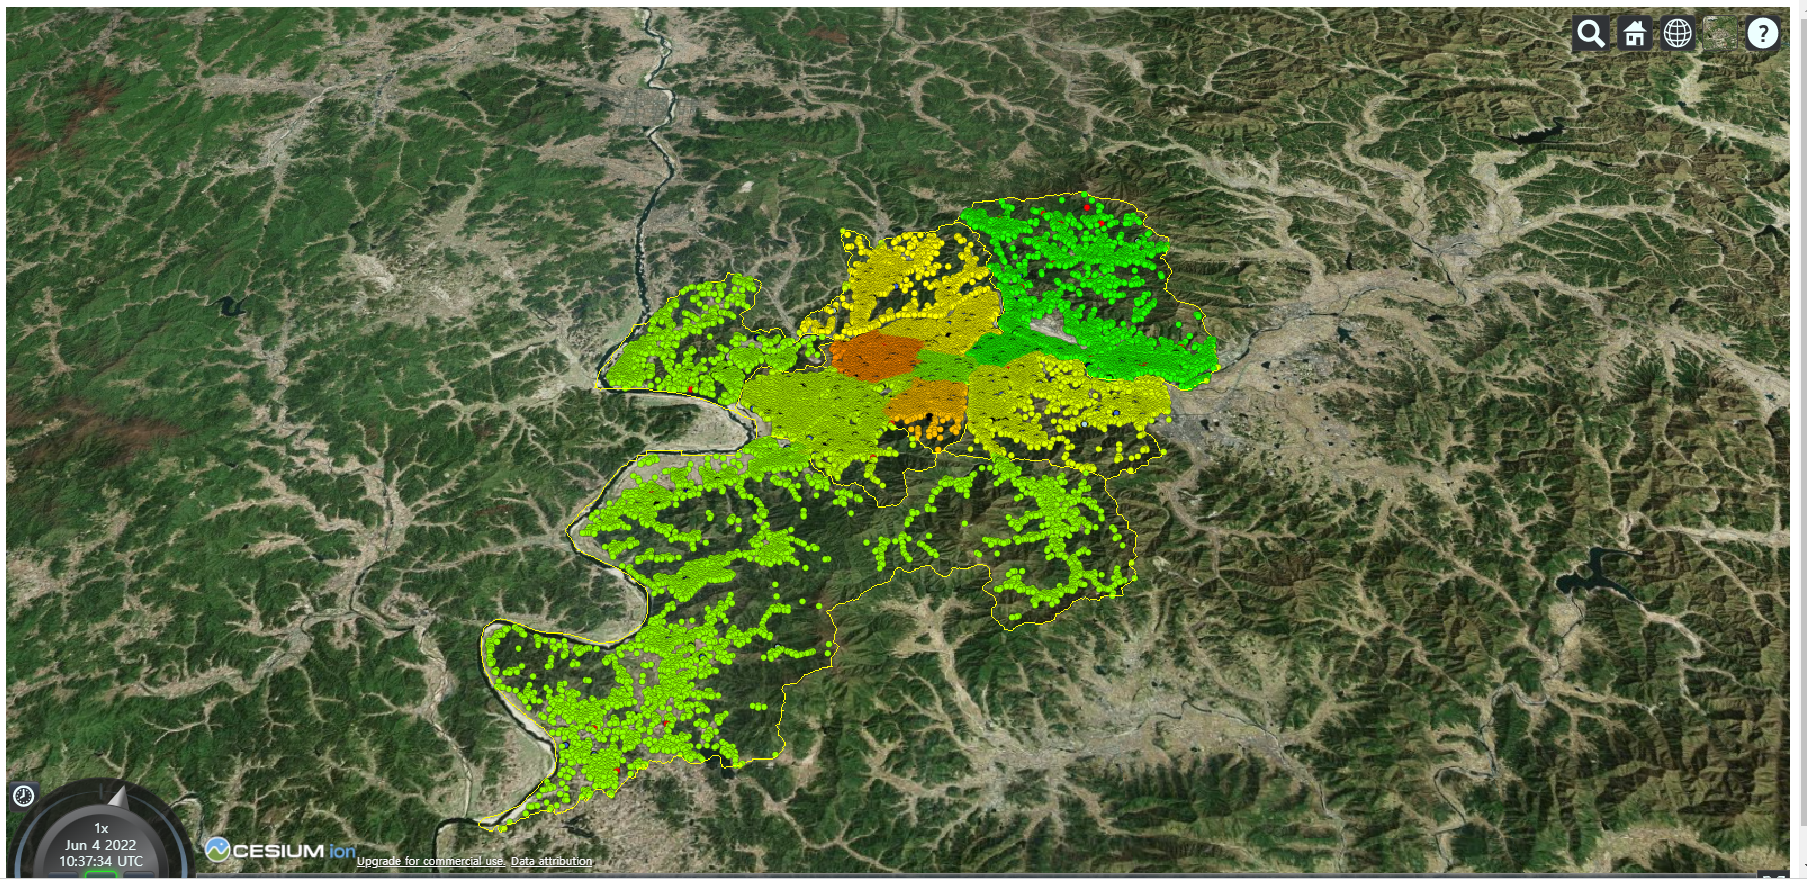 ?
1x
Jun 4 2022
10:37:34 UTC
CESIUM ion
Upgrade for commercial use. Data attribution